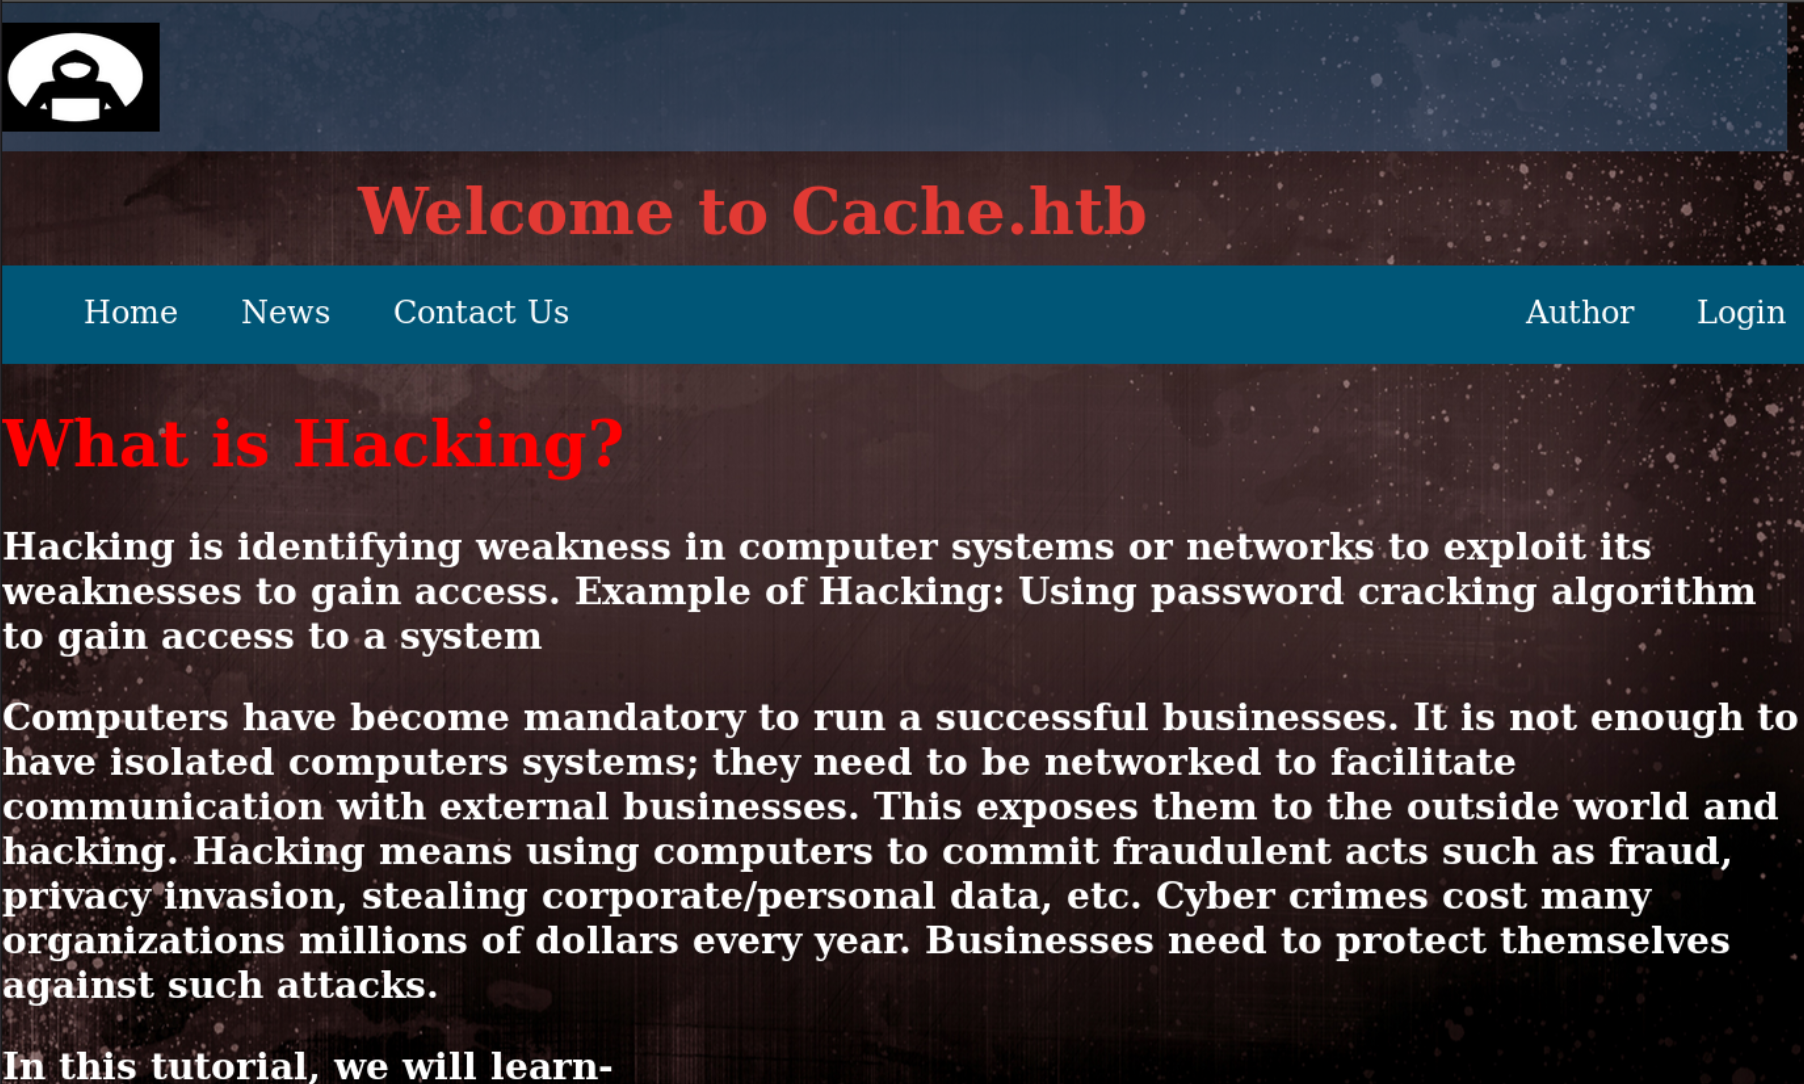 Welcome to Cache.htb
Home News Contact Us Author Login
What is Hacking?
Hacking is identifying weakness in computer systems or networks to exploit its
weaknesses to gain access. Example of Hacking: Using password cracking algorithm
to gain access to a system
Computers have become mandatory to run a successful businesses. It is not enough to
have isolated computers systems; they need to be networked to facilitate
communication with external businesses. This exposes them to the outside world and
hacking. Hacking means using computers to commit fraudulent acts such as fraud,
privacy invasion, stealing corporate/personal data, etc. Cyber crimes cost many
organizations millions of dollars every year. Businesses need to protect themselves
against such attacks.
In this tutorial, we will learn-